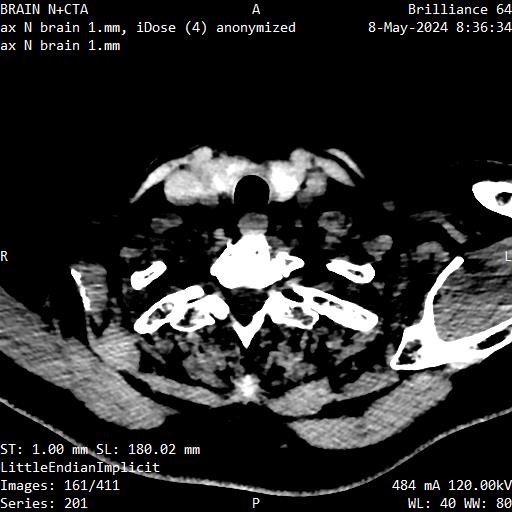 BRAIN N+CTA
ax N brain 1.mm, iDose (4) anonymized
ax N brain 1.mm
A
Brilliance 64
8-May-2024 8:36:34
R
L
ST: 1.00 mm SL: 180.02 mm
LittleEndianImplicit
Images: 161/411
Series: 201
P
484 mA 120.00kV
WL: 40 WW: 80